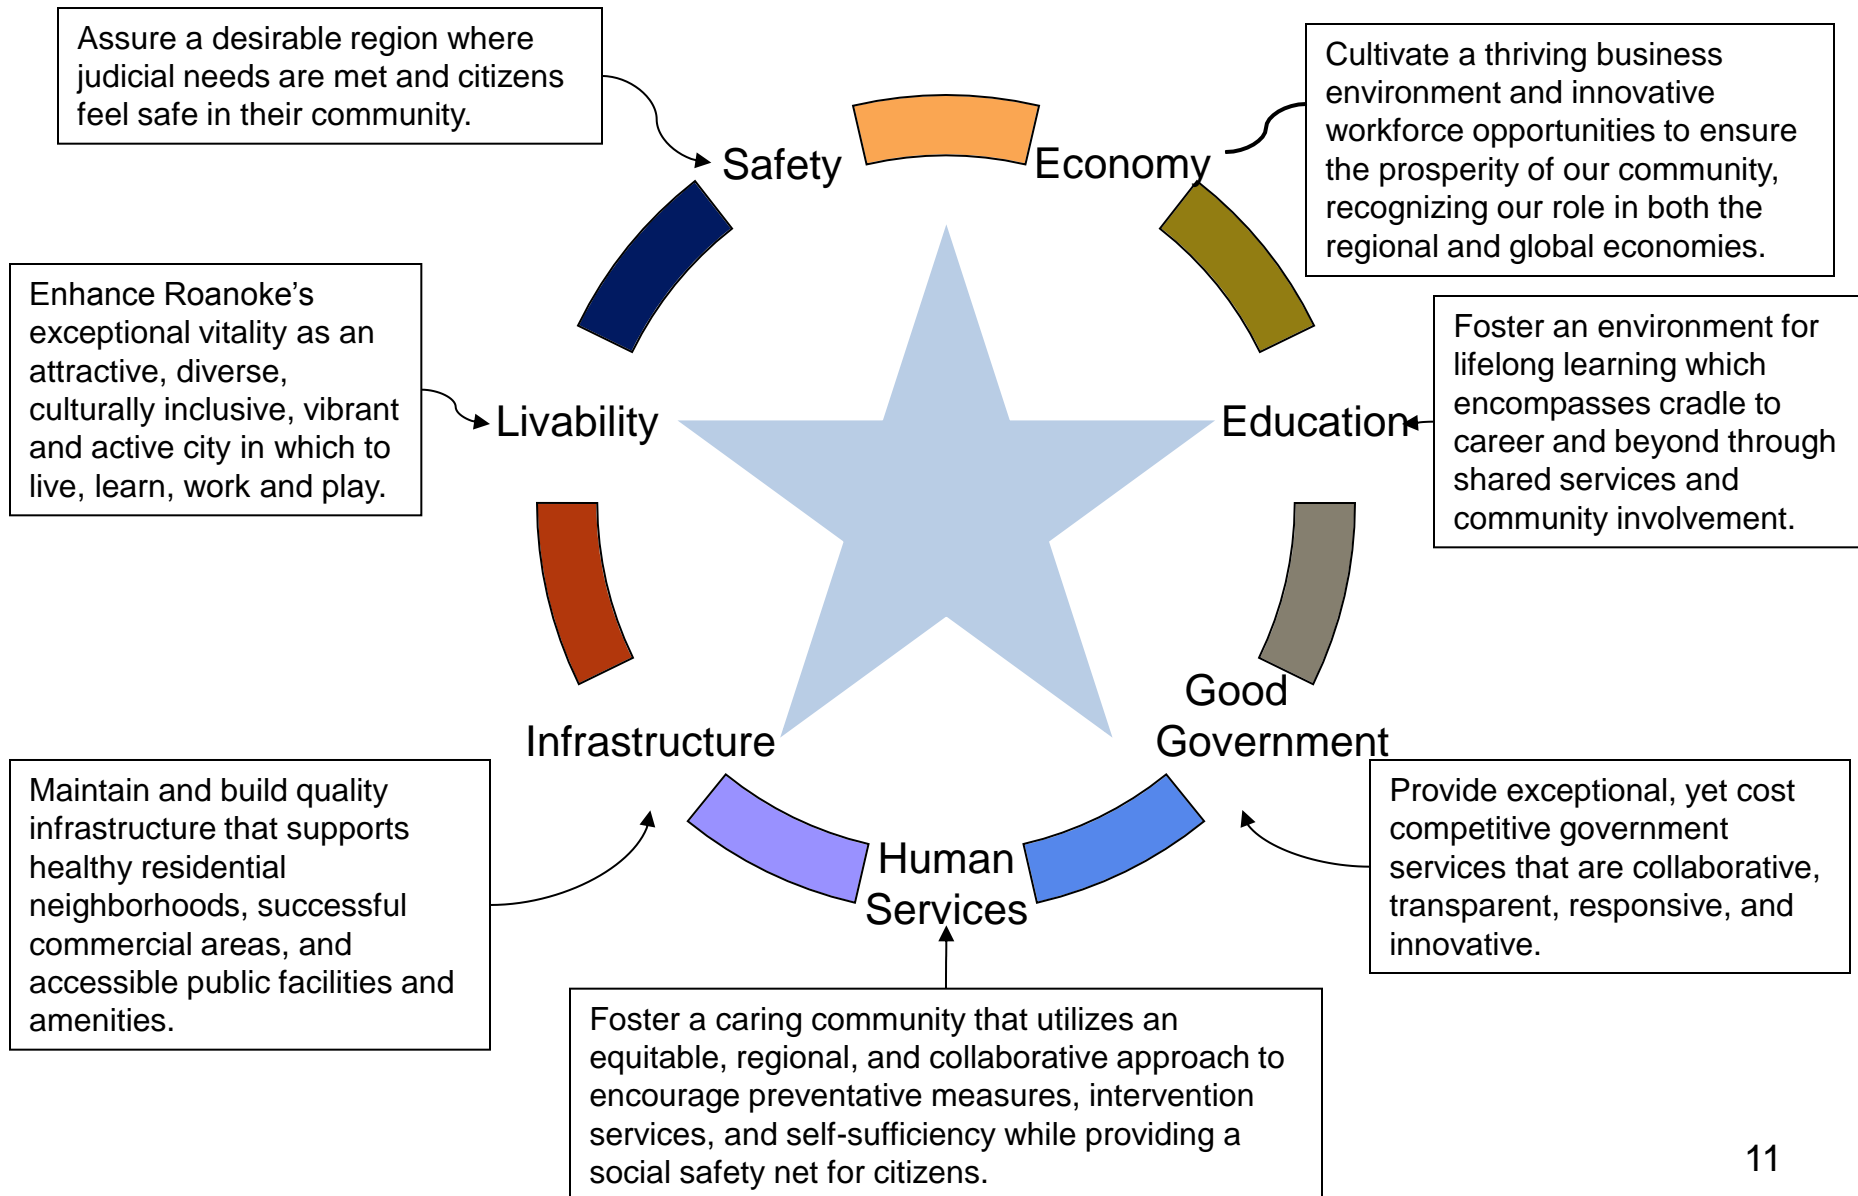 Assure a desirable region where
judicial needs are met and citizens
feel safe in their community.
Cultivate a thriving business
environment and innovative
workforce opportunities to ensure
the prosperity of our community,
recognizing our role in both the
regional and global economies.
Safety
Economy
Enhance Roanoke’s
exceptional vitality as an
attractive, diverse,
culturally inclusive, vibrant
and active city in which to
live, learn, work and play.
Foster an environment for
lifelong learning which
encompasses cradle to
career and beyond through
shared services and
community involvement.
Livability
Education
Good
Government
Infrastructure
Maintain and build quality
infrastructure that supports
healthy residential
neighborhoods, successful
commercial areas, and
accessible public facilities and
amenities.
Human
Services
Provide exceptional, yet cost
competitive government
services that are collaborative,
transparent, responsive, and
innovative.
Foster a caring community that utilizes an
equitable, regional, and collaborative approach to
encourage preventative measures, intervention
services, and self-sufficiency while providing a
social safety net for citizens.
11